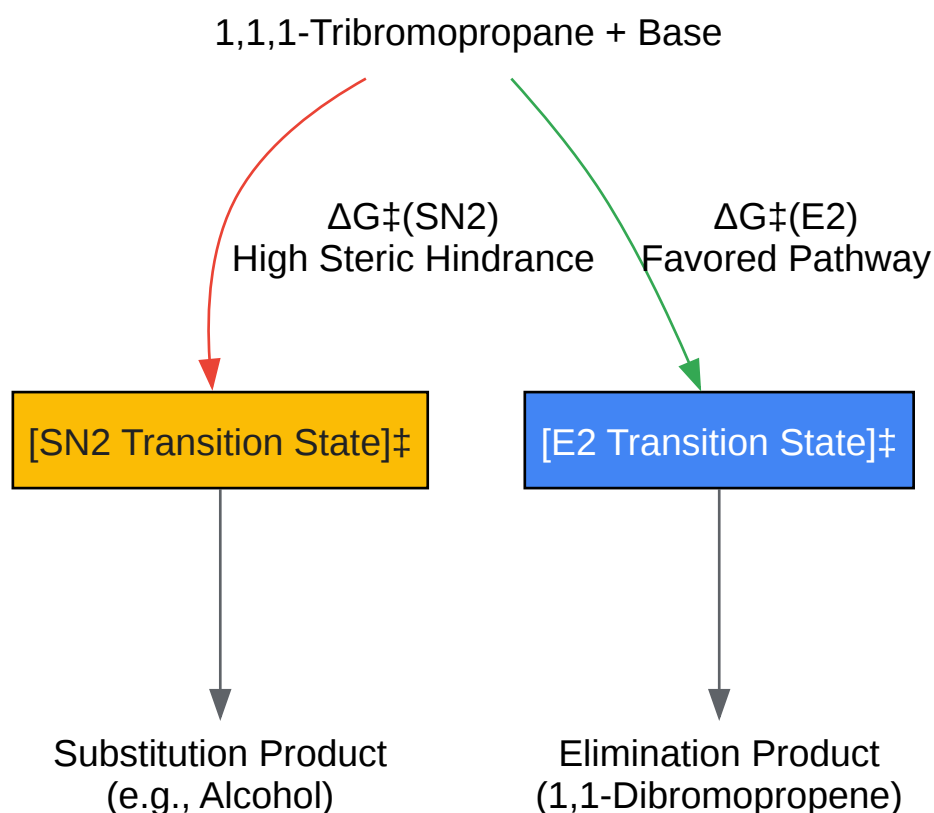 1,1,1-Tribromopropane + Base
ΔG‡(SN2)
High Steric Hindrance
ΔG‡(E2)
Favored Pathway
[SN2 Transition State]‡
[E2 Transition State]‡
Substitution Product
(e.g., Alcohol)
Elimination Product
(1,1-Dibromopropene)